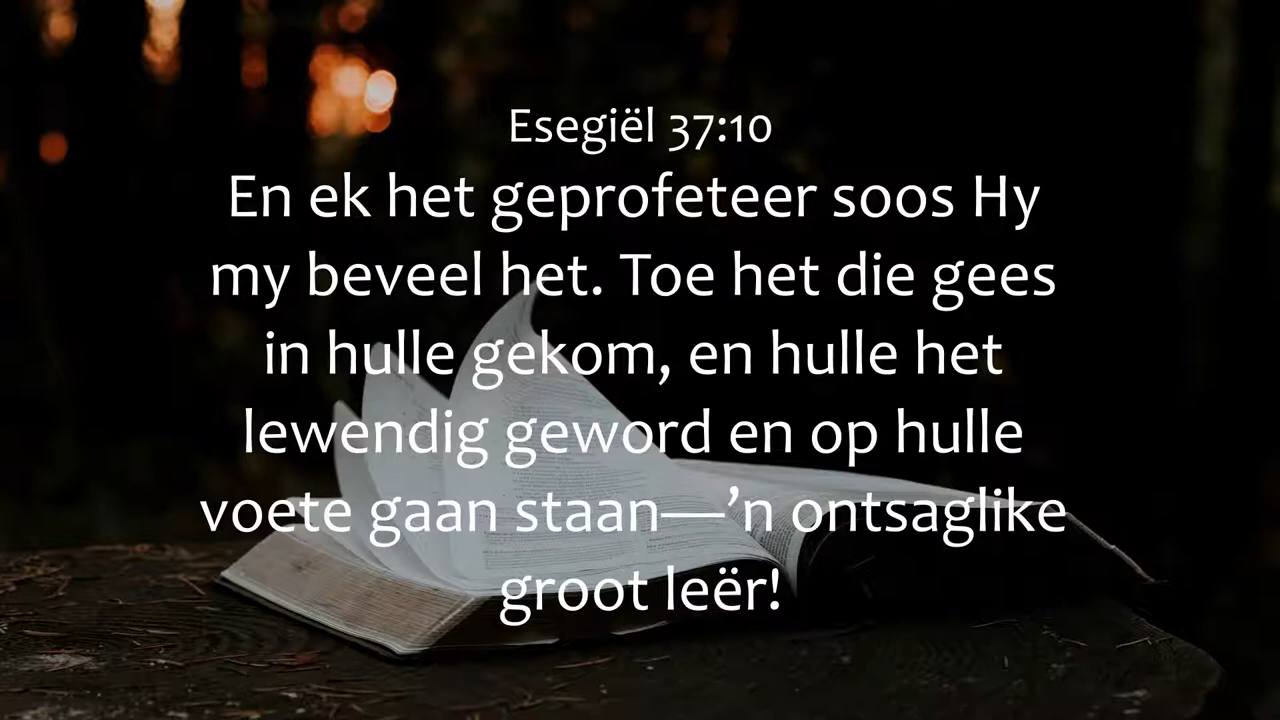 Esegiël 37:10
En ek het geprofeteer soos Hy
my beveel het. Toe het die gees
in hulle gekom, en hulle het
lewendig geword en op hulle
voete gaan staan—’n ontsaglike
groot leër!